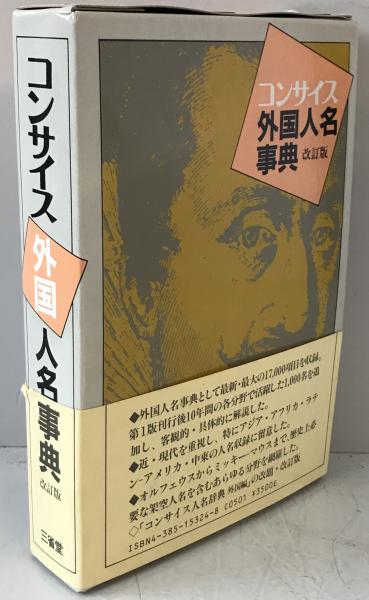 コンサイス
外国人名
事典 改訂版
コンサイス外国人名事典
改訂版
三省堂
◆外国人名事典として最新・最大の17,000項目を収録。
第1版刊行後10年間の各分野で活躍した1,000名を追
加し、客観的・具体的に解説した。
◆近・現代を重視し、特にアジア・アフリカ・ラテ
ン-アメリカ・中東の人名収録に留意した。
◆オルフェウスからミッキー-マウスまで、歴史上必
要な架空人名を含むあらゆる分野を網羅した。
◇「コンサイス人名辞典 外国編」の改題・改訂版
ISBN4-385-15324-8 C0501 ¥3500E